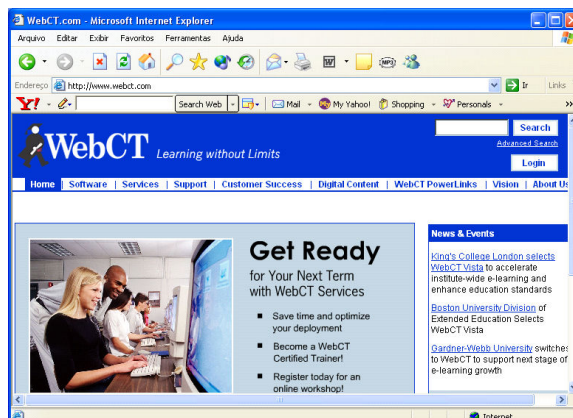 WebCT.com - Microsoft Internet Explorer
Arquivo Editar Exibir Favoritos Ferramentas Ajuda
Endereço http://www.webct.com Ir Links
Y! Search Web Mail My Yahoo! Shopping Personals
WebCT Learning without Limits
Search
Advanced Search
Login
Home | Software | Services | Support | Customer Success | Digital Content | WebCT PowerLinks | Vision | About Us
Get Ready
for Your Next Term
with WebCT Services
Save time and optimize
your deployment
Become a WebCT
Certified Trainer!
Register today for an
online workshop!
News & Events
King's College London selects
WebCT Vista to accelerate
institute-wide e-learning and
enhance education standards
Boston University Division of
Extended Education Selects
WebCT Vista
Gardner-Webb University switches
to WebCT to support next stage of
e-learning growth
Internet